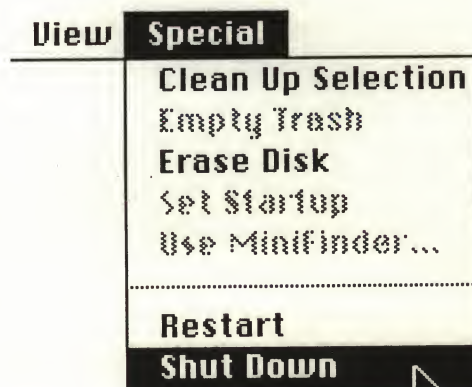 View Special
Clean Up Selection
Empty Trash
Erase Disk
Set Startup
Use MiniFinder...
Restart
Shut Down